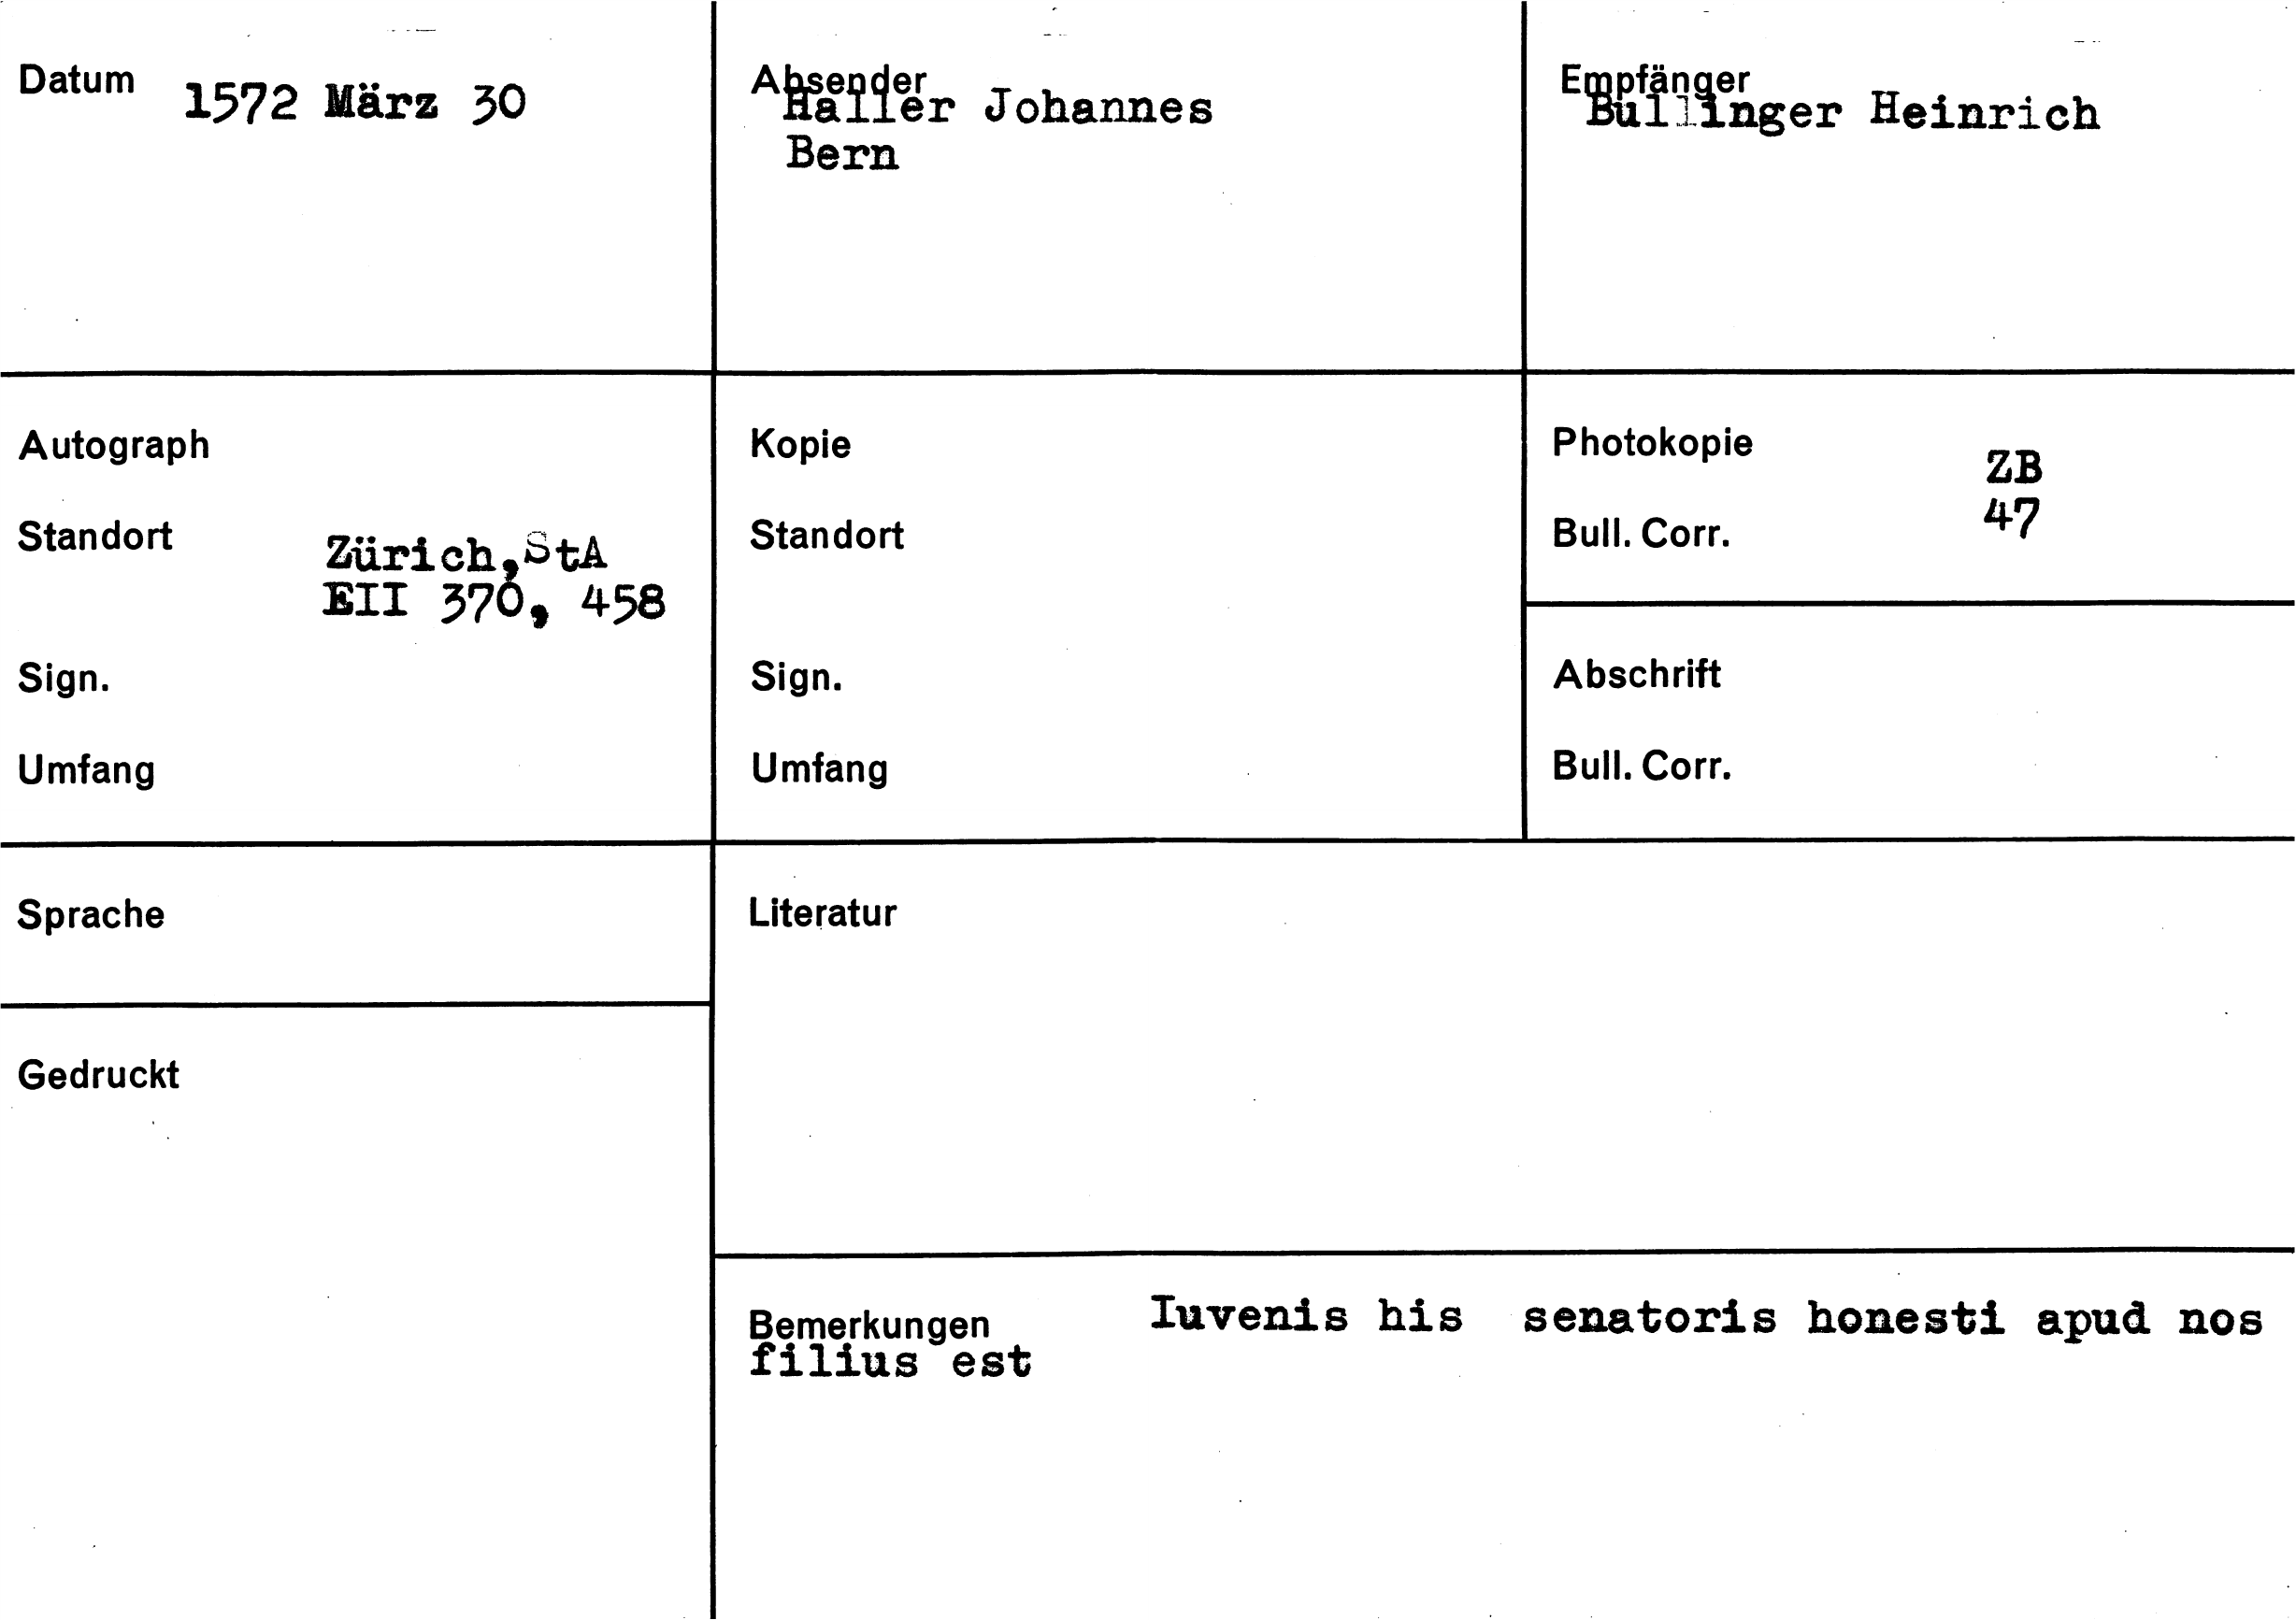 Datum 1572 März 30
Absender Haller Johannes
Bern
Empfänger Bullinger Heinrich
Autograph
Standort Zürich, StA
EII 370, 458
Sign.
Umfang
Kopie
Standort
Sign.
Umfang
Photokopie ZB
Bull. Corr. 47
Abschrift
Bull. Corr.
Sprache
Literatur
Gedruckt
Bemerkungen Iuvenis his senatoris honesti apud nos
filius est